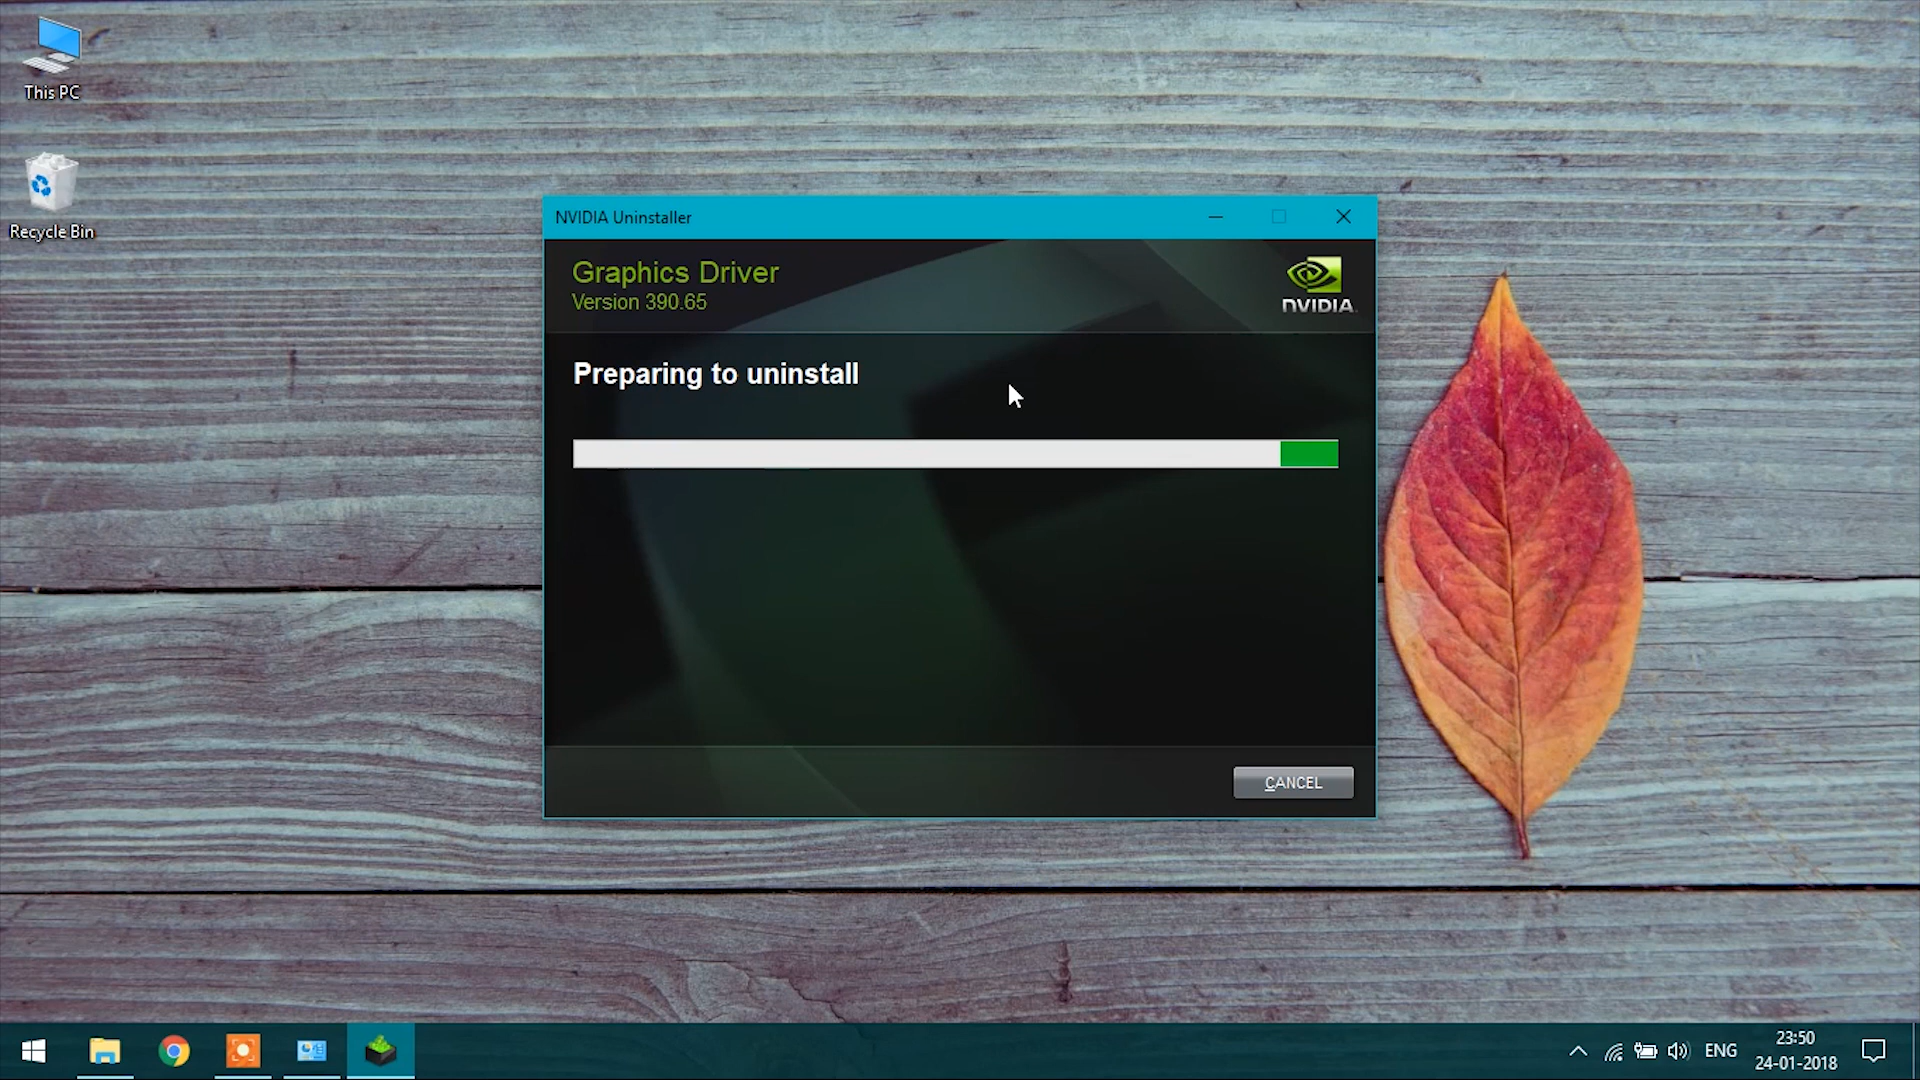 This PC
Recycle Bin
NVIDIA Uninstaller
Graphics Driver
Version 390.65
NVIDIA
Preparing to uninstall
CANCEL
ENG
23:50
24-01-2018